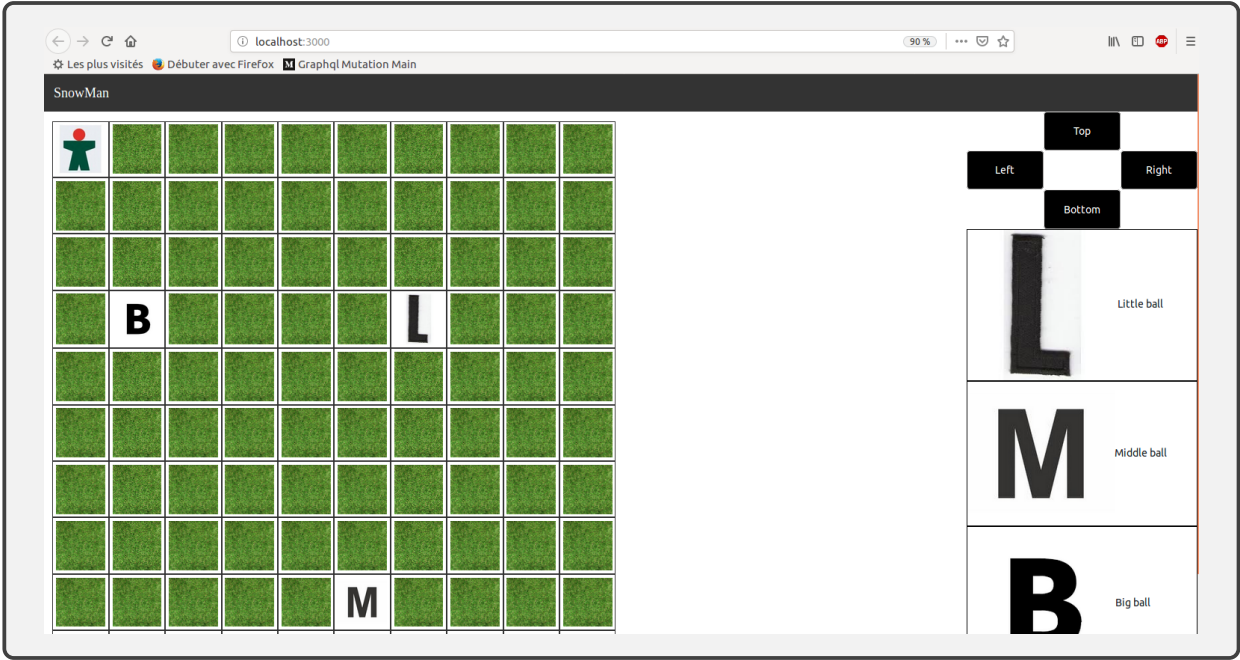 localhost:3000
90 %
Les plus visités Débuter avec Firefox M Graphql Mutation Main
SnowMan
Top
Left Right
Bottom
B L
L Little ball
M Middle ball
M
B Big ball
ABP